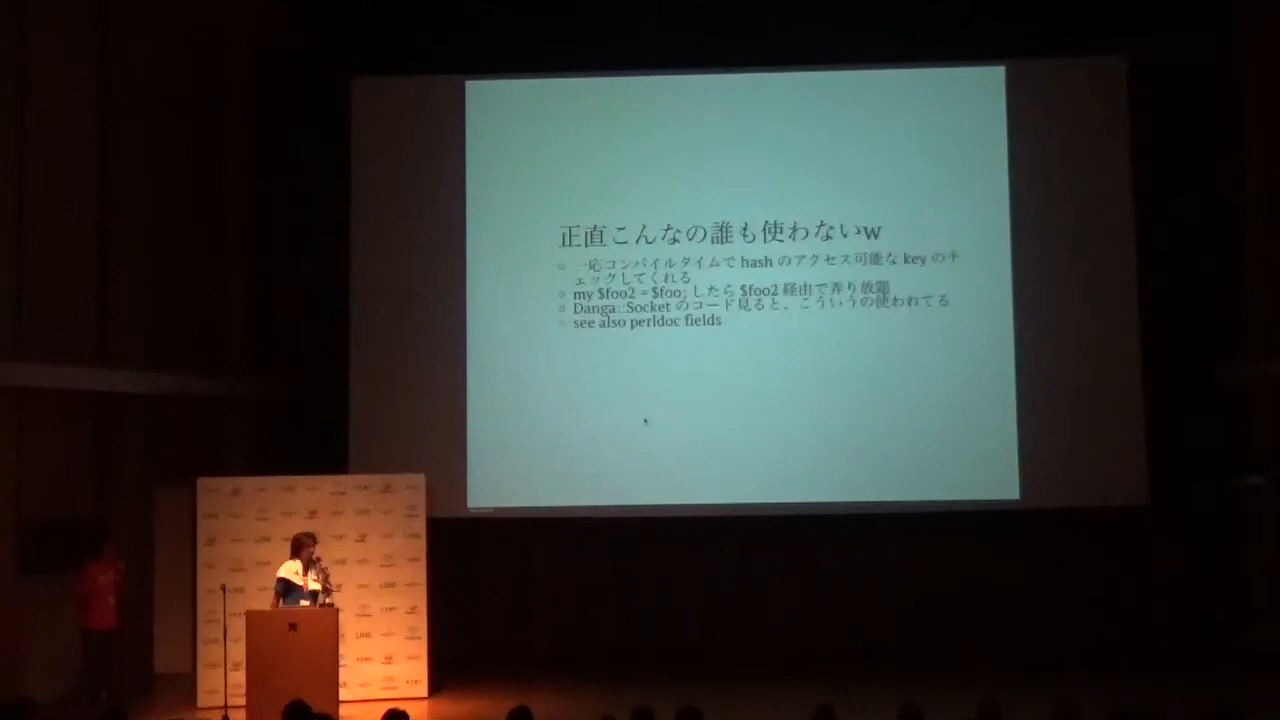 正直こんなの誰も使わないw
一応コンパイルタイムで hash のアクセス可能な key のチ
ェックしてくれる
my $foo2 = $foo; したら $foo2 経由で弄り放題
Danga::Socket のコード見ると、こういうの使われてる
see also perldoc fields
LINE
LINE
LINE
LINE